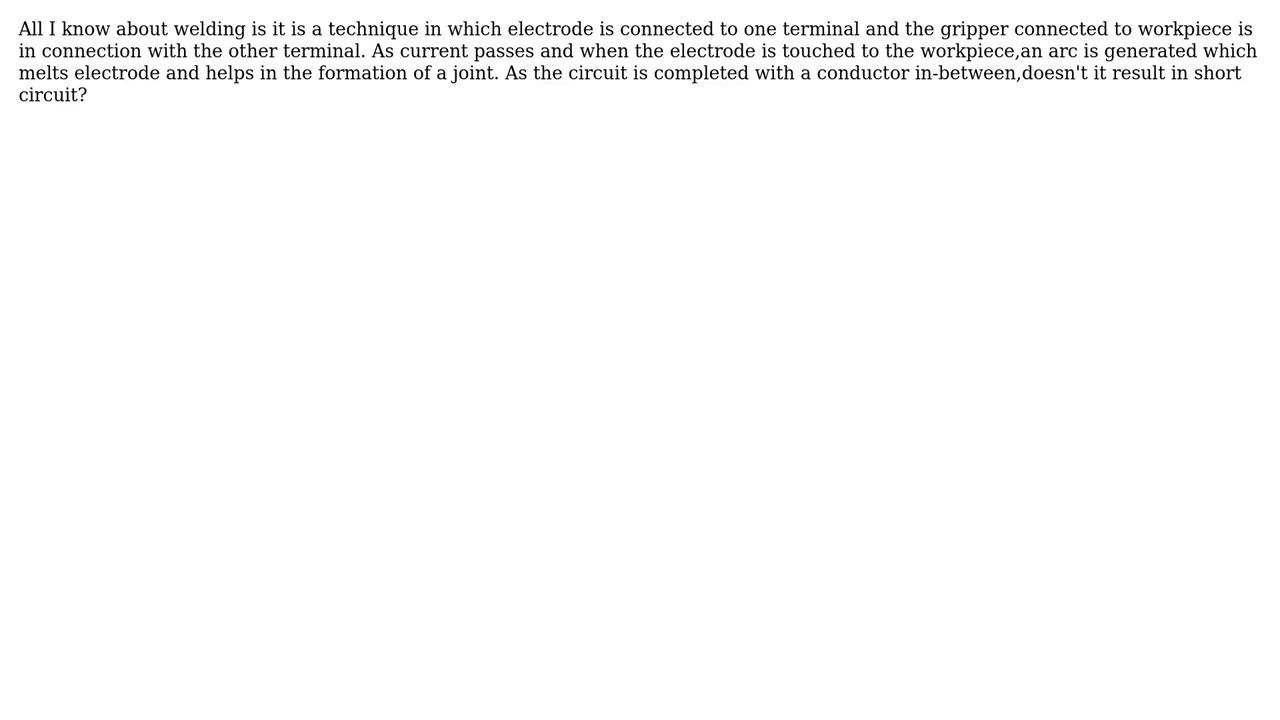 All I know about welding is it is a technique in which electrode is connected to one terminal and the gripper connected to workpiece is
in connection with the other terminal. As current passes and when the electrode is touched to the workpiece,an arc is generated which
melts electrode and helps in the formation of a joint. As the circuit is completed with a conductor in-between,doesn't it result in short
circuit?